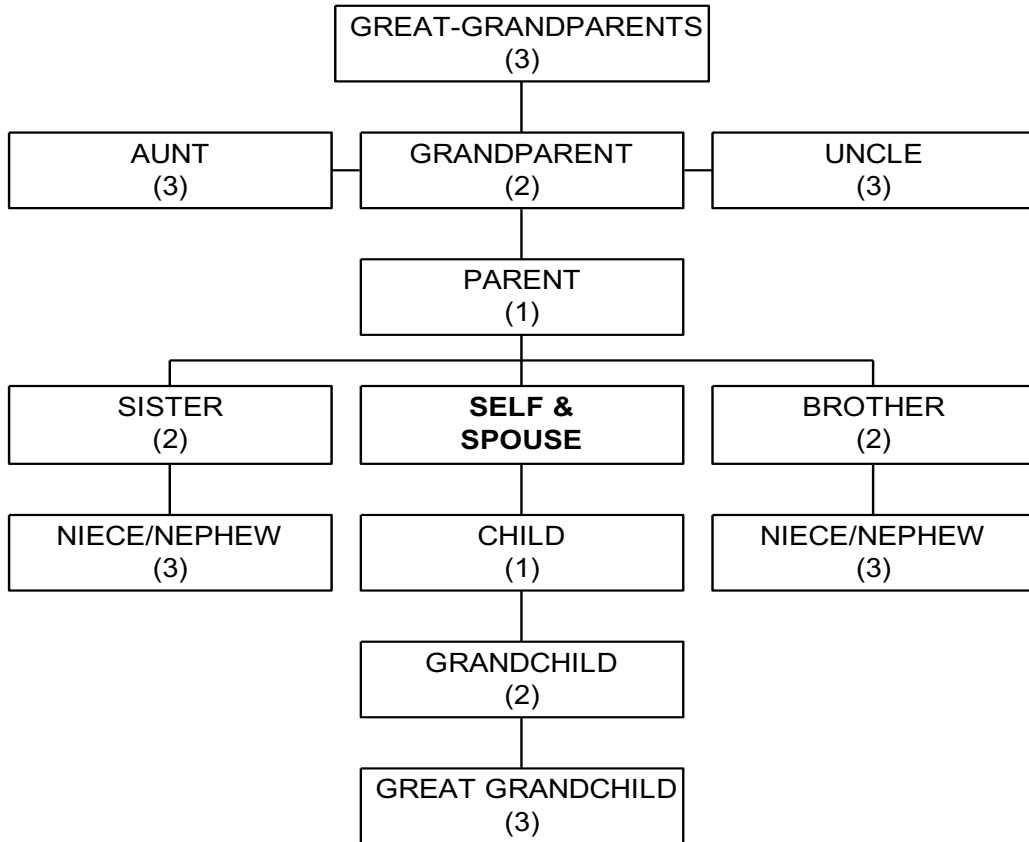 GREAT-GRANDPARENTS
(3)
AUNT
(3)
GRANDPARENT
(2)
UNCLE
(3)
PARENT
(1)
SISTER
(2)
SELF &
SPOUSE
BROTHER
(2)
NIECE/NEPHEW
(3)
CHILD
(1)
NIECE/NEPHEW
(3)
GRANDCHILD
(2)
GREAT GRANDCHILD
(3)